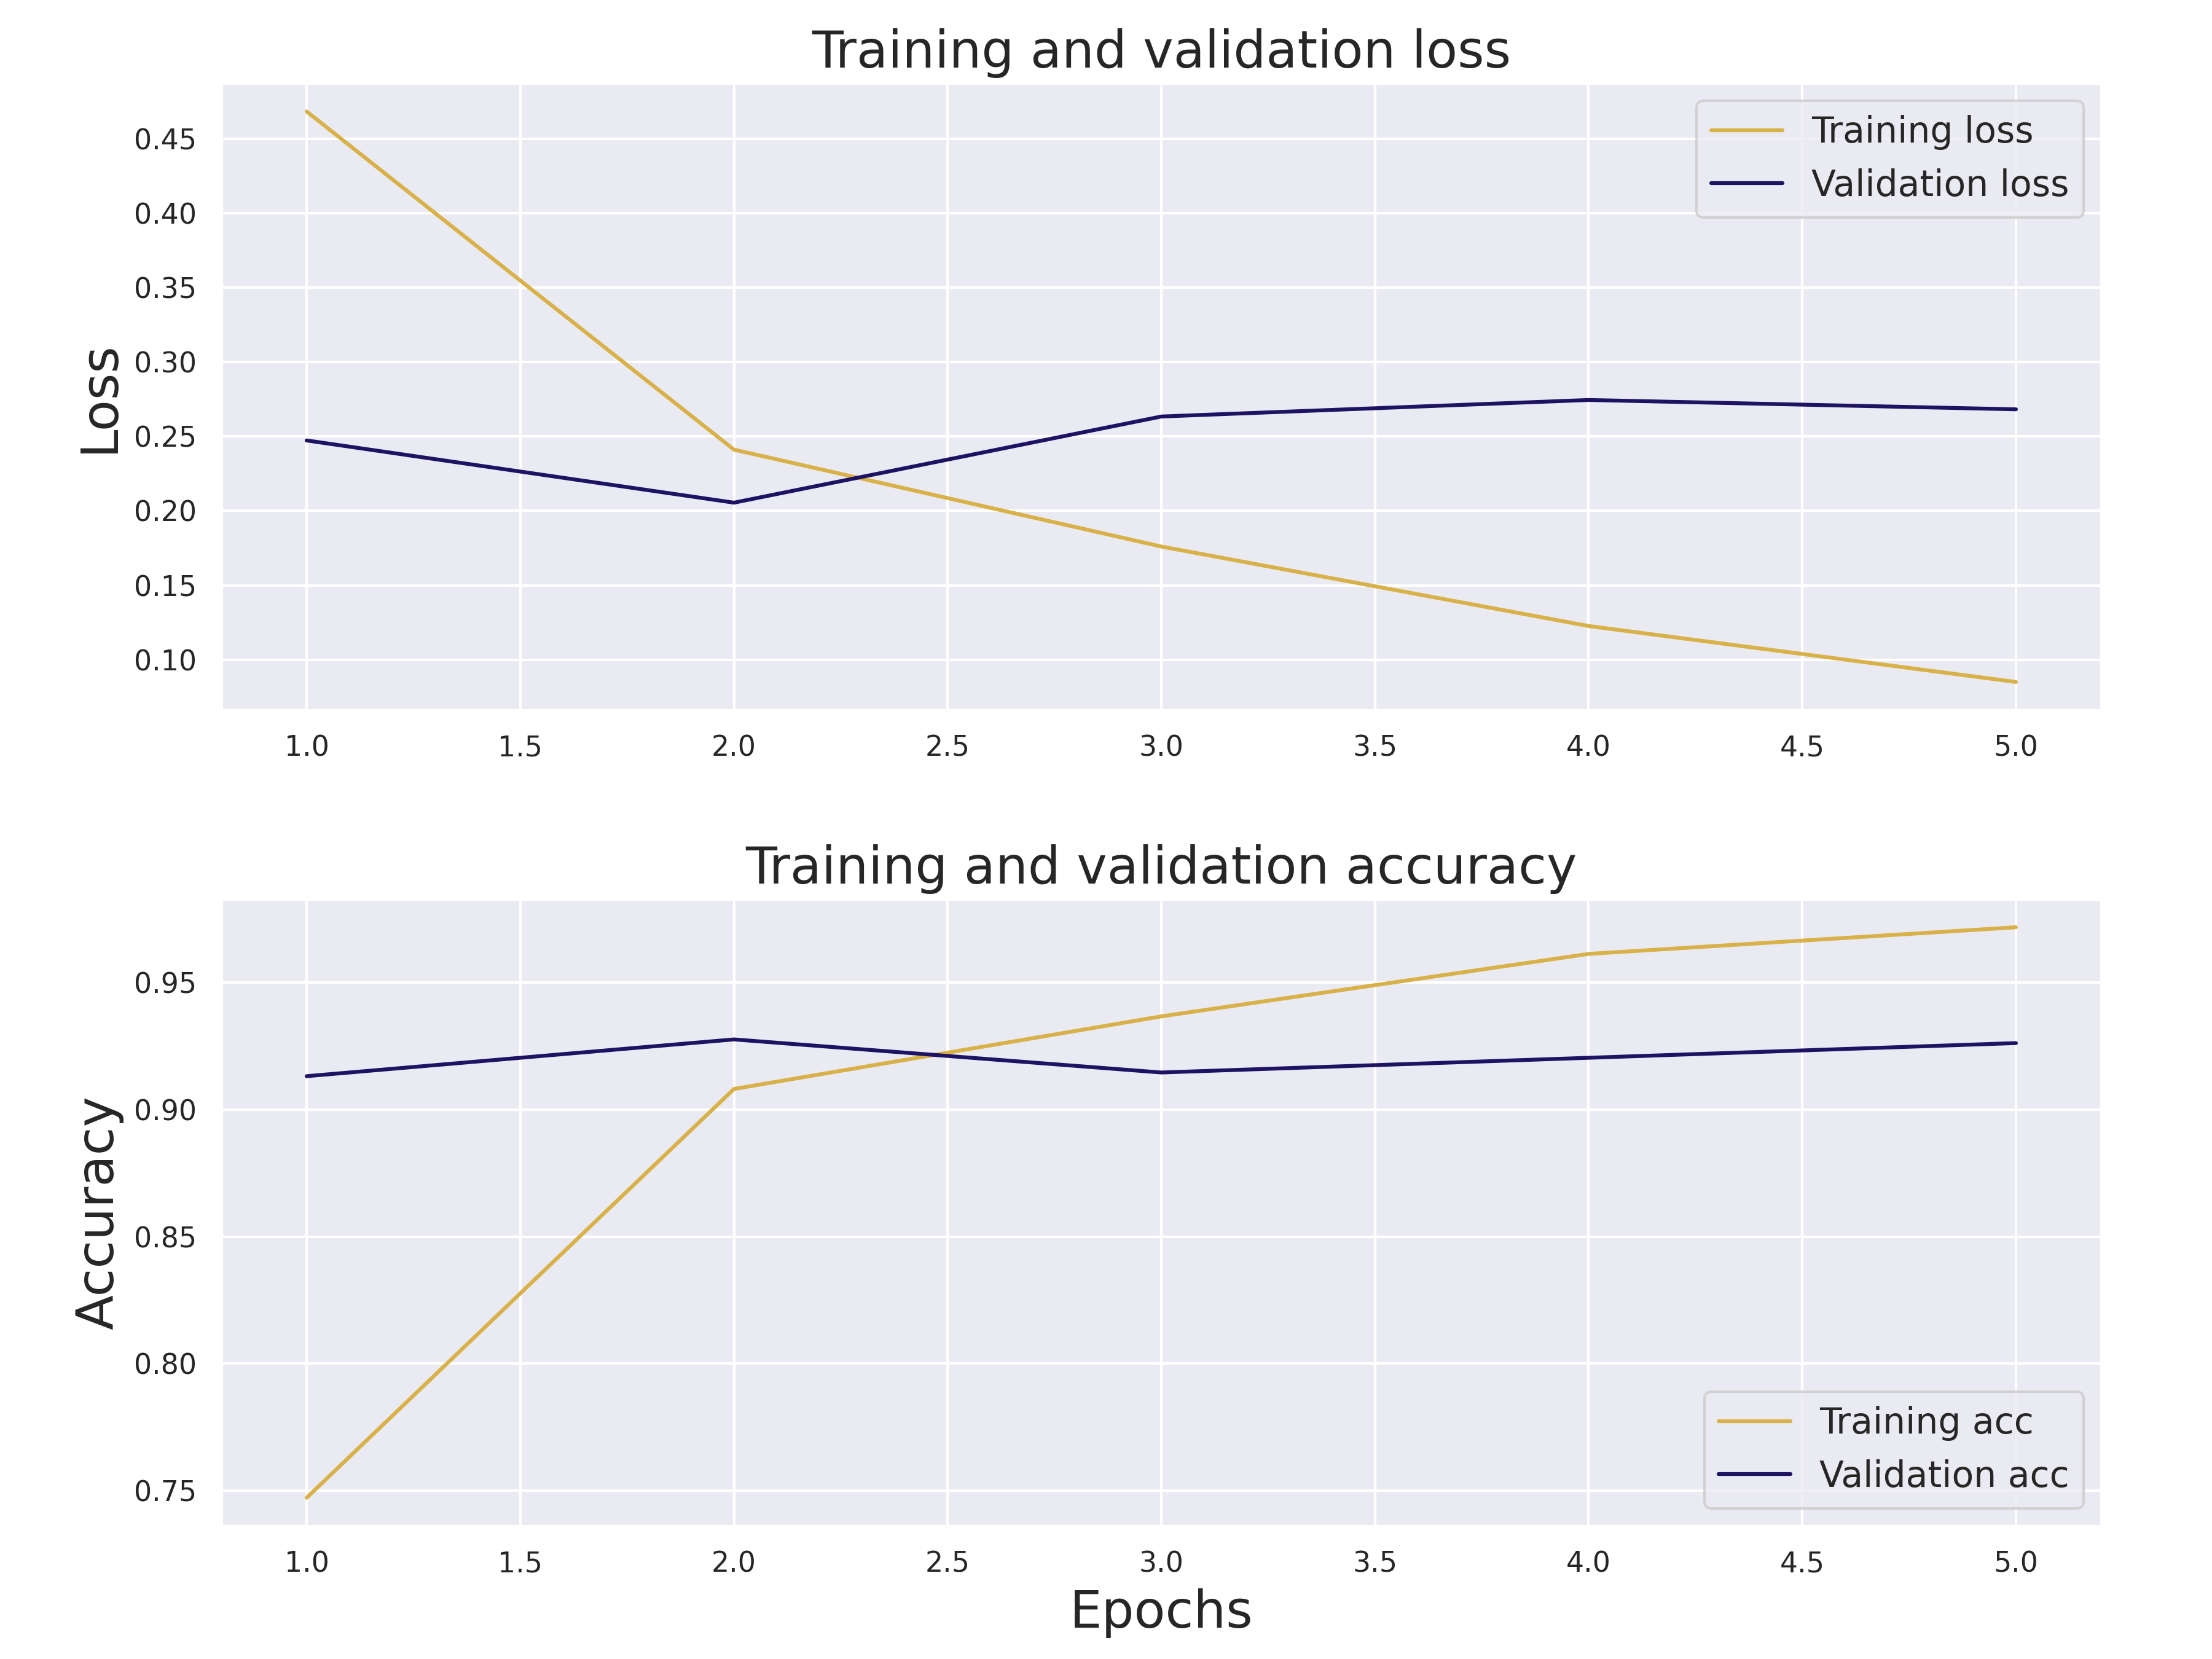 Training and validation loss
Loss
0.45
0.40
0.35
0.30
0.25
0.20
0.15
0.10
Training loss
Validation loss
1.0 1.5 2.0 2.5 3.0 3.5 4.0 4.5 5.0
Training and validation accuracy
Accuracy
0.95
0.90
0.85
0.80
0.75
Training acc
Validation acc
1.0 1.5 2.0 2.5 3.0 3.5 4.0 4.5 5.0
Epochs